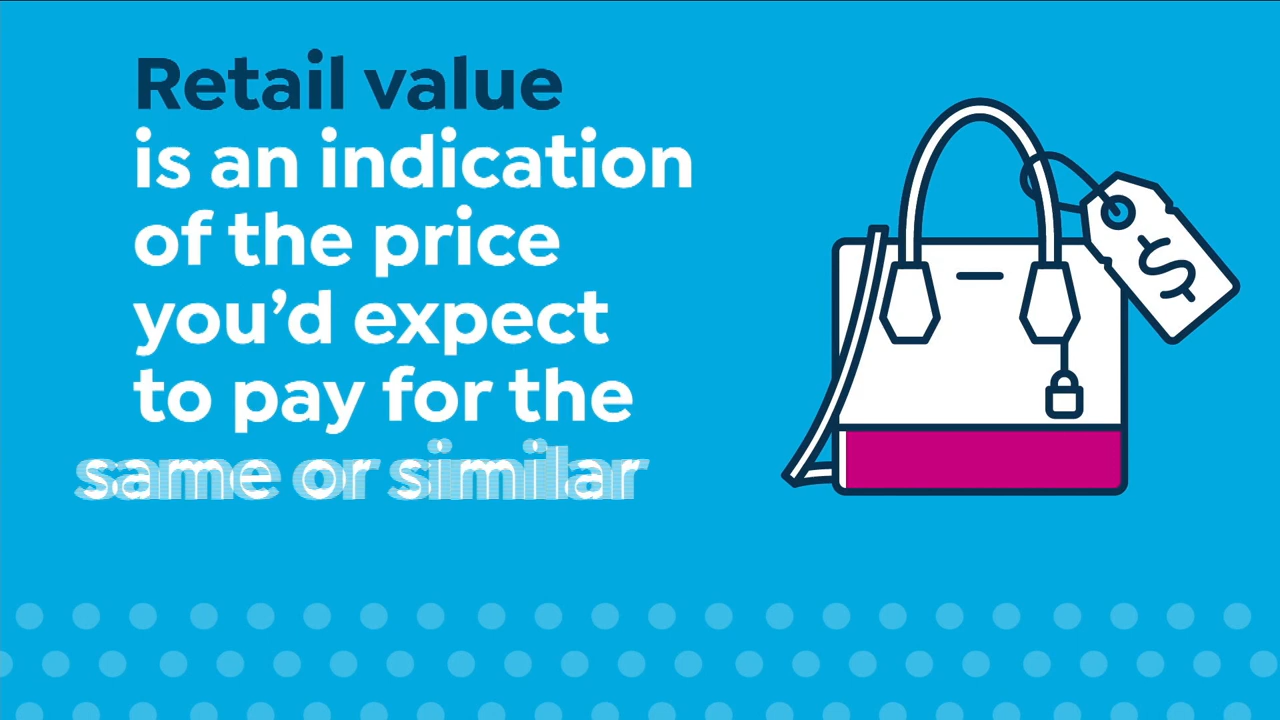 Retail value
is an indication
of the price
you’d expect
to pay for the
same or similar
$